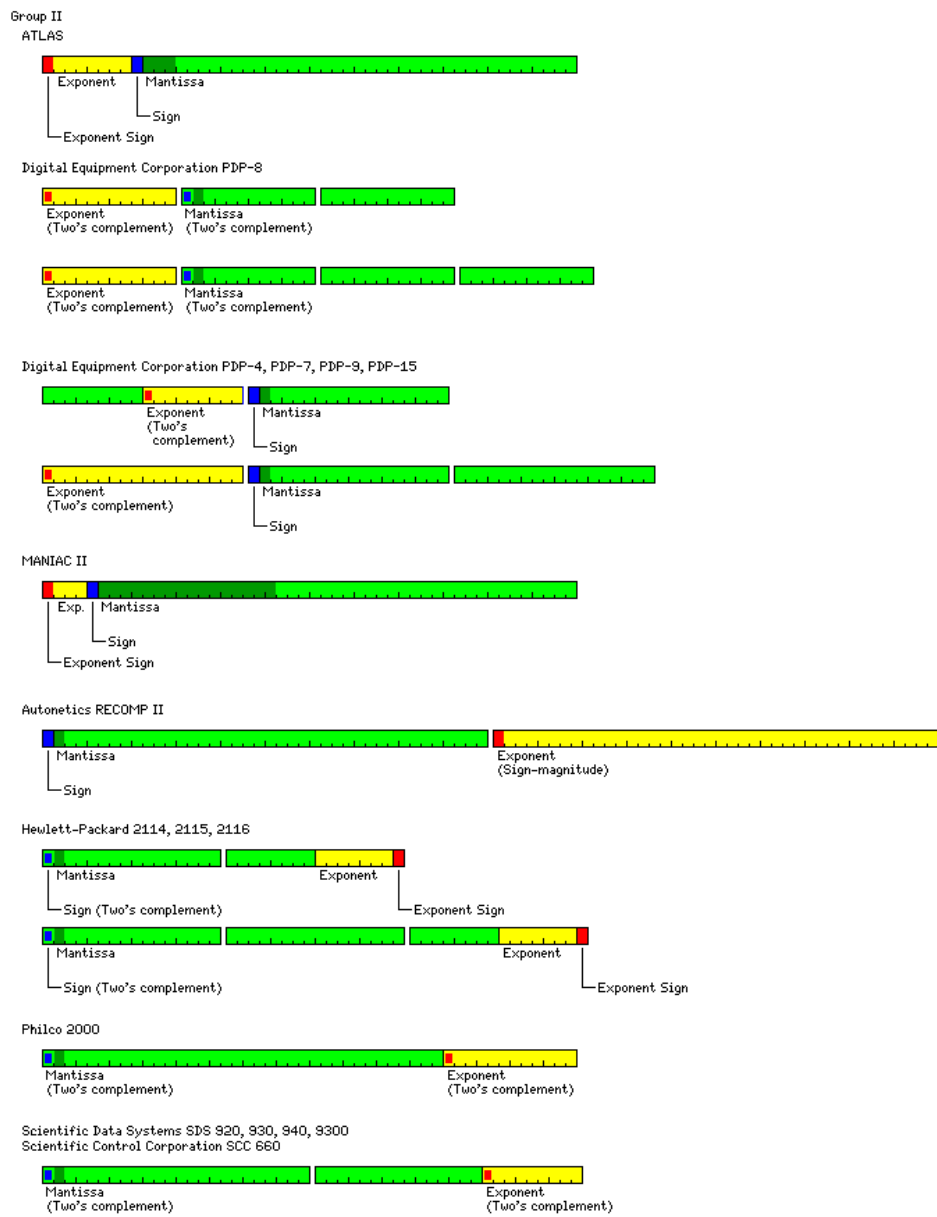 Group II
ATLAS
Exponent
Mantissa
Sign
Exponent Sign
Digital Equipment Corporation PDP-8
Exponent
(Two's complement)
Mantissa
(Two's complement)
Exponent
(Two's complement)
Mantissa
(Two's complement)
Digital Equipment Corporation PDP-4, PDP-7, PDP-9, PDP-15
Exponent
(Two's
complement)
Mantissa
Sign
Exponent
(Two's complement)
Mantissa
Sign
MANIAC II
Exp.
Mantissa
Sign
Exponent Sign
Autonetics RECOMP II
Mantissa
Sign
Exponent
(Sign-magnitude)
Hewlett-Packard 2114, 2115, 2116
Mantissa
Exponent
Sign (Two's complement)
Exponent Sign
Mantissa
Exponent
Sign (Two's complement)
Exponent Sign
Philco 2000
Mantissa
(Two's complement)
Exponent
(Two's complement)
Scientific Data Systems SDS 920, 930, 940, 9300
Scientific Control Corporation SCC 660
Mantissa
(Two's complement)
Exponent
(Two's complement)